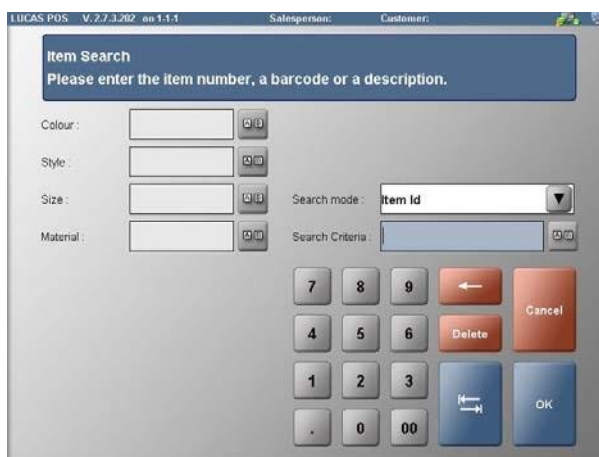 LUCAS POS V. 2.7.3.202 on 1-1-1 Salesperson: Customer:
Item Search
Please enter the item number, a barcode or a description.
Colour :
Style :
Size :
Search mode : Item Id
Material :
Search Criteria :
7 8 9
Cancel
4 5 6 Delete
1 2 3
OK
. 0 00